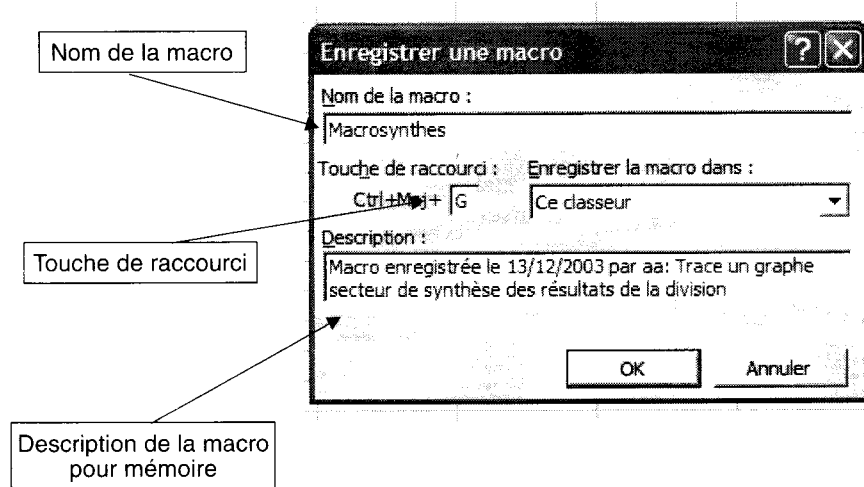 Nom de la macro
Enregistrer une macro
Nom de la macro :
Macrosynthes
Touche de raccourci :
Enregistrer la macro dans :
Ctrl+Maj+ G
Ce classeur
Touche de raccourci
Description :
Macro enregistrée le 13/12/2003 par aa: Trace un graphe
secteur de synthèse des résultats de la division
OK
Annuler
Description de la macro
pour mémoire